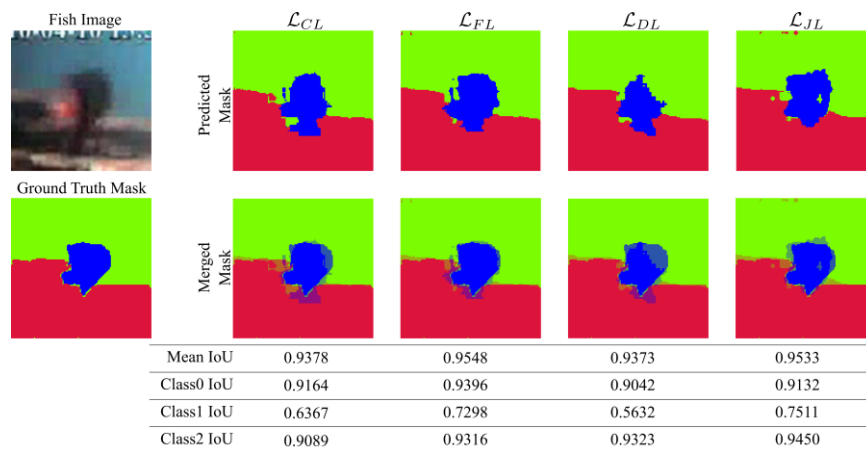 Fish Image
𝓛_CL
𝓛_FL
𝓛_DL
𝓛_JL
Predicted
Mask
Ground Truth Mask
Merged
Mask
Mean IoU 0.9378 0.9548 0.9373 0.9533
Class0 IoU 0.9164 0.9396 0.9042 0.9132
Class1 IoU 0.6367 0.7298 0.5632 0.7511
Class2 IoU 0.9089 0.9316 0.9323 0.9450